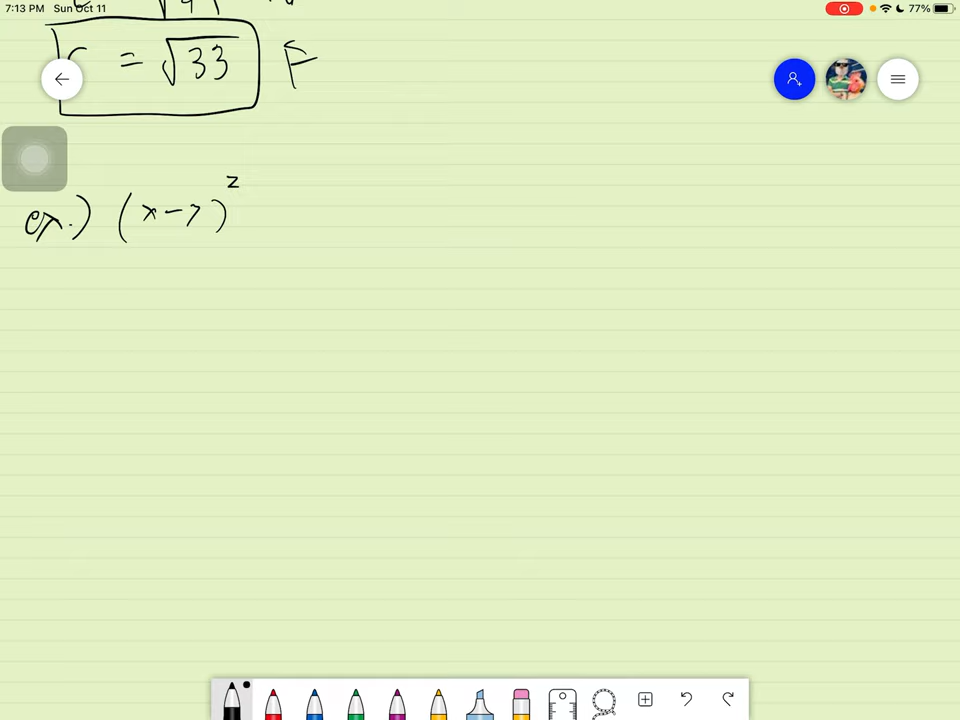 7:13 PM Sun Oct 11 77%
= √33 F
ex.) (x-7)²